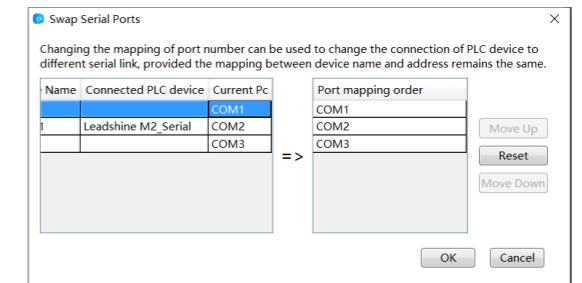 Swap Serial Ports
Changing the mapping of port number can be used to change the connection of PLC device to
different serial link, provided the mapping between device name and address remains the same.
Name Connected PLC device Current Pc Port mapping order
COM1 COM1
Leadshine M2_Serial COM2 COM2
COM3 COM3
=>
Move Up
Reset
Move Down
OK Cancel